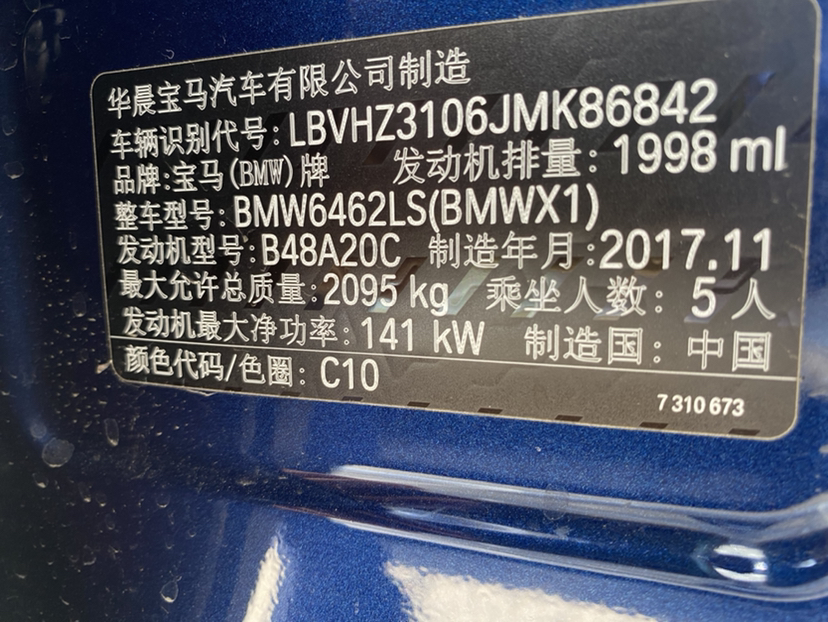 华晨宝马汽车有限公司制造
车辆识别代号:LBVHZ3106JMK86842
品牌:宝马(BMW)牌 发动机排量:1998 ml
整车型号:BMW6462LS(BMWX1)
发动机型号:B48A20C 制造年月:2017.11
最大允许总质量:2095 kg 乘坐人数:5人
发动机最大净功率:141 kW 制造国:中国
颜色代码/色圈:C10
7 310 673